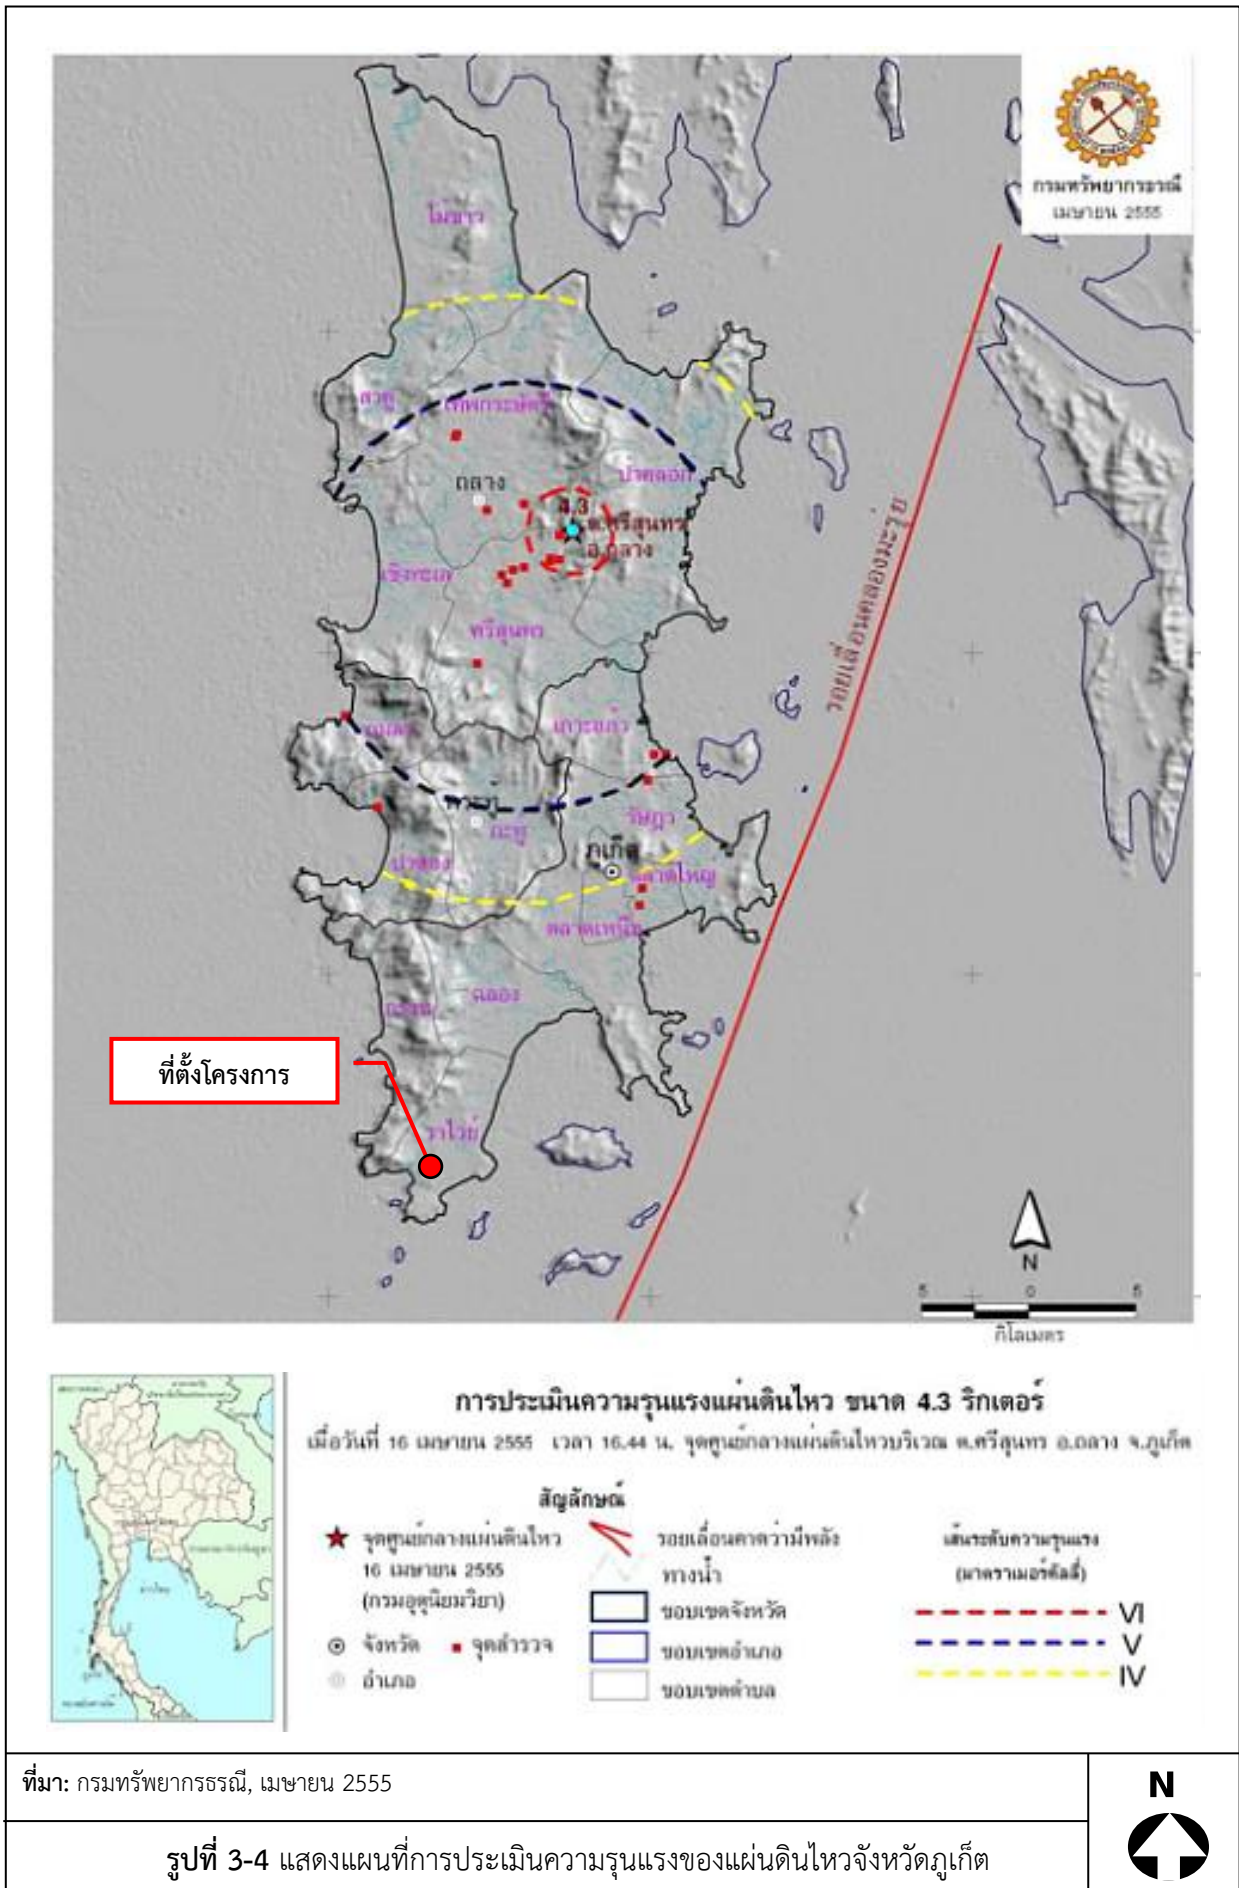 กรมทรัพยากรธรณี
เมษายน 2555
ไม้ขาว
สาคู
เทพกระษัตรี
ป่าคลอก
ถลาง
4.3
ต.ศรีสุนทร
อ.ถลาง
เชิงทะเล
ศรีสุนทร
รอยเลื่อนคลองมะรุ่ย
กมลา
เกาะแก้ว
กะทู้
รัษฎา
ภูเก็ต
ป่าตอง
ตลาดใหญ่
ตลาดเหนือ
กะรน
ฉลอง
ที่ตั้งโครงการ
ราไวย์
N
5 0 5
กิโลเมตร
การประเมินความรุนแรงแผ่นดินไหว ขนาด 4.3 ริกเตอร์
เมื่อวันที่ 16 เมษายน 2555 เวลา 16.44 น. จุดศูนย์กลางแผ่นดินไหวบริเวณ ต.ศรีสุนทร อ.ถลาง จ.ภูเก็ต
สัญลักษณ์
จุดศูนย์กลางแผ่นดินไหว
16 เมษายน 2555
(กรมอุตุนิยมวิยา)
จังหวัด จุดสำรวจ
อำเภอ
รอยเลื่อนคาดว่ามีพลัง
ทางน้ำ
ขอบเขตจังหวัด
ขอบเขตอำเภอ
ขอบเขตตำบล
เส้นระดับความรุนแรง
(มาตราเมอร์คัลลี่)
VI
V
IV
ที่มา: กรมทรัพยากรธรณี, เมษายน 2555
N
รูปที่ 3-4 แสดงแผนที่การประเมินความรุนแรงของแผ่นดินไหวจังหวัดภูเก็ต